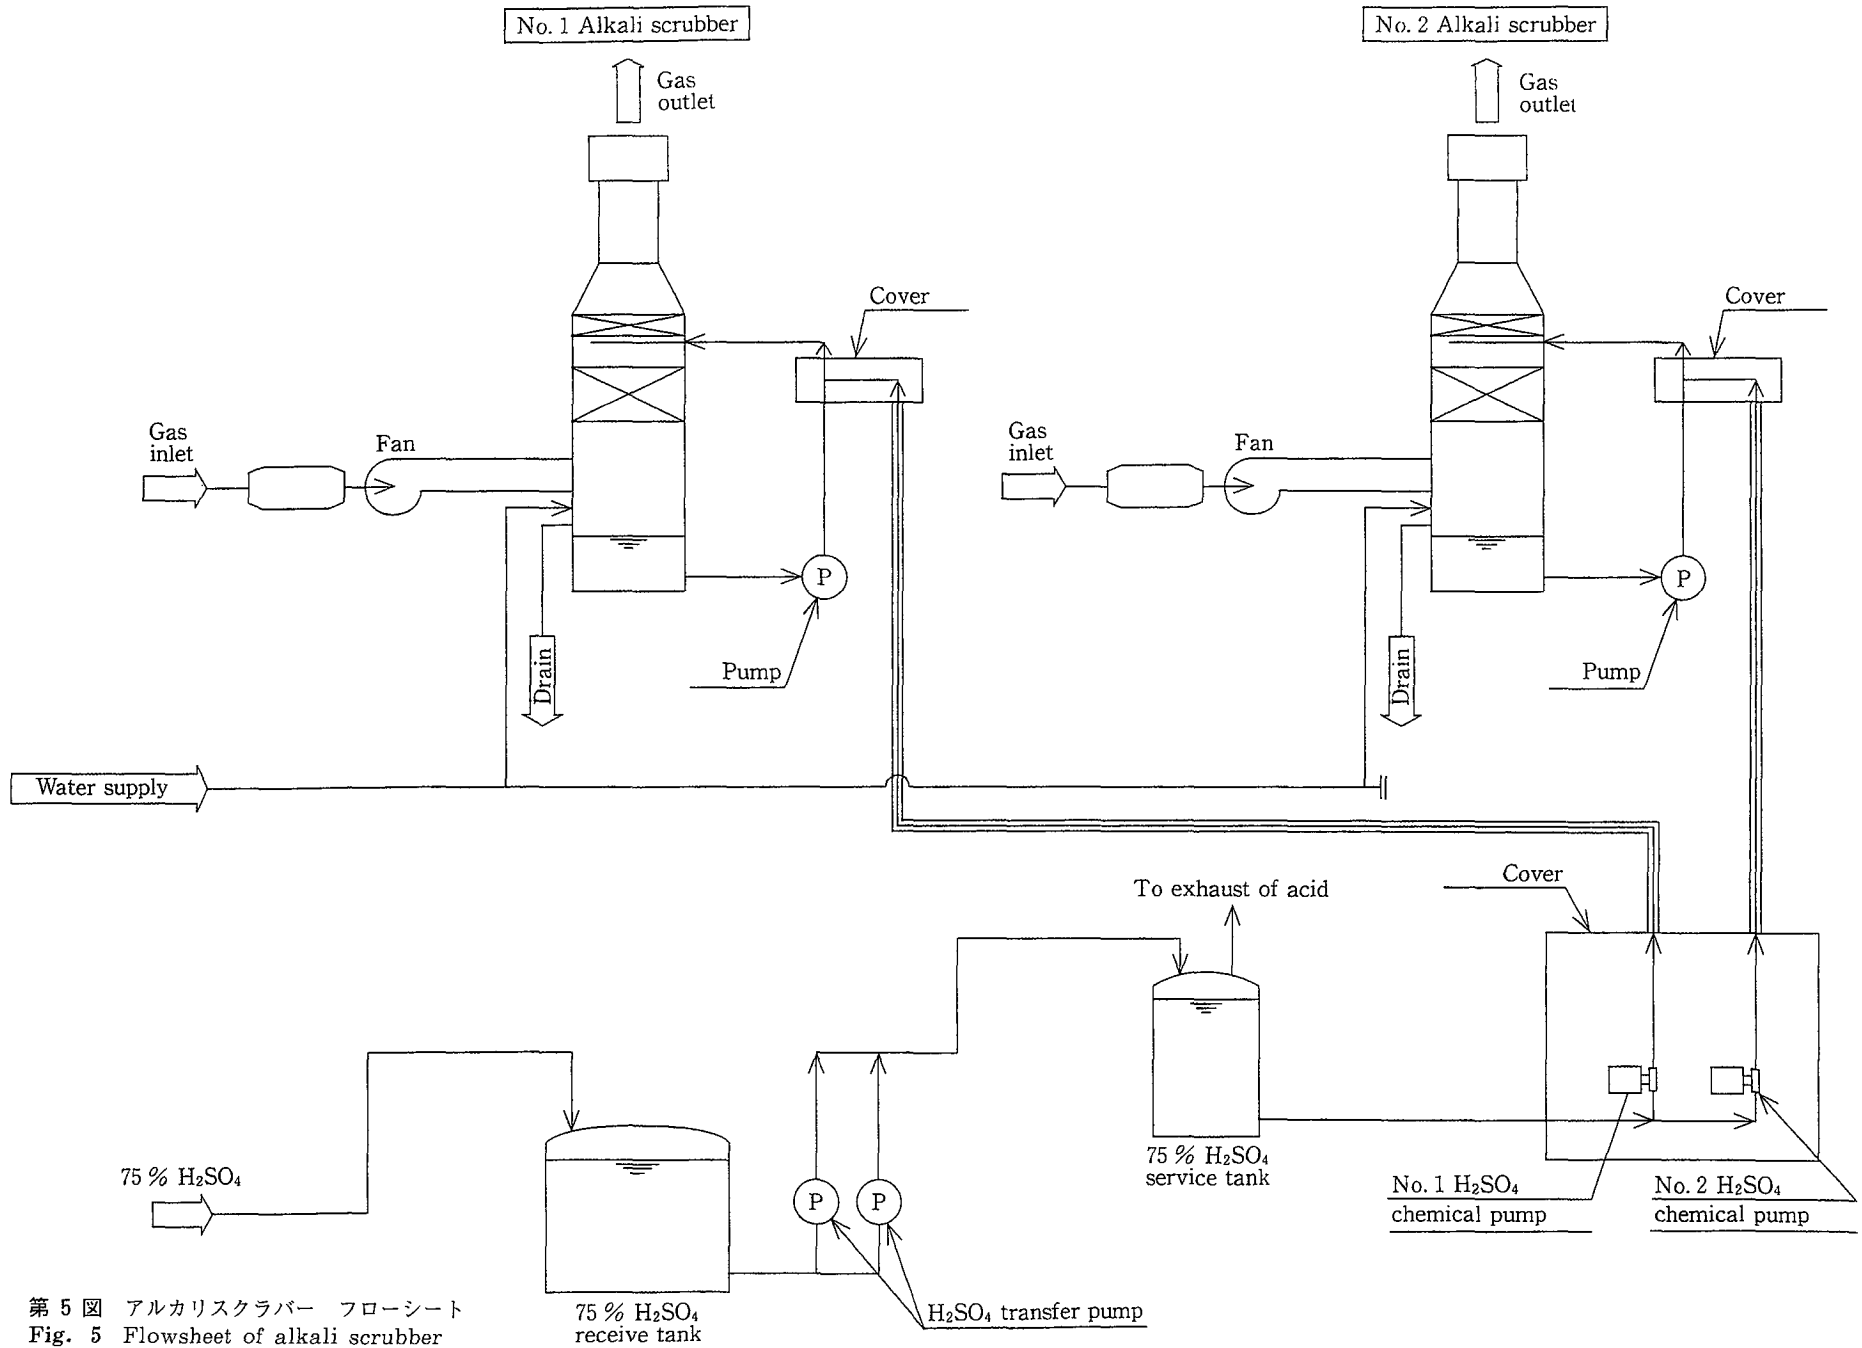 No. 1 Alkali scrubber
No. 2 Alkali scrubber
Gas
outlet
Gas
outlet
Cover
Cover
Gas
inlet
Fan
Gas
inlet
Fan
P
P
Pump
Drain
Pump
Drain
Water supply
To exhaust of acid
Cover
75 % H₂SO₄
75 % H₂SO₄
service tank
P
P
No. 1 H₂SO₄
chemical pump
No. 2 H₂SO₄
chemical pump
75 % H₂SO₄
receive tank
H₂SO₄ transfer pump
第 5 図 アルカリスクラバー フローシート
Fig. 5 Flowsheet of alkali scrubber